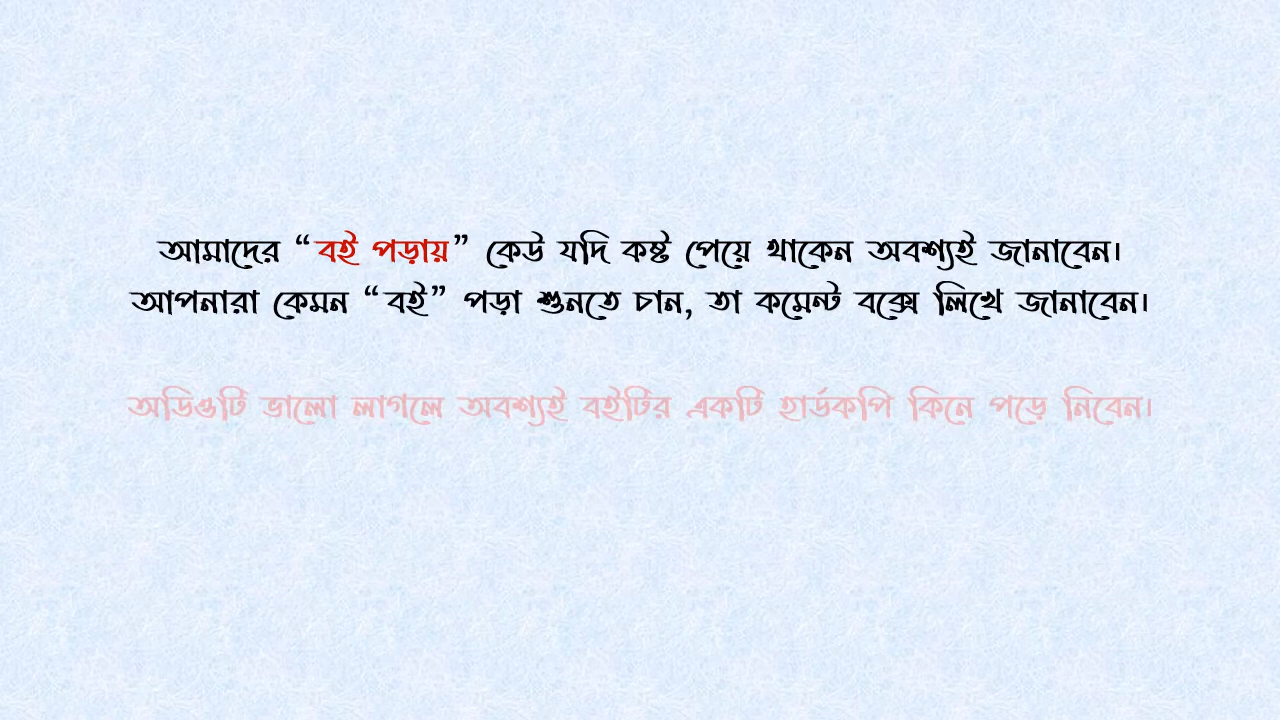 আমাদের “বই পড়ায়” কেউ যদি কষ্ট পেয়ে থাকেন অবশ্যই জানাবেন।
আপনারা কেমন “বই” পড়া শুনতে চান, তা কমেন্ট বক্সে লিখে জানাবেন।
অডিওটি ভালো লাগলে অবশ্যই বইটির একটি হার্ডকপি কিনে পড়ে নিবেন।